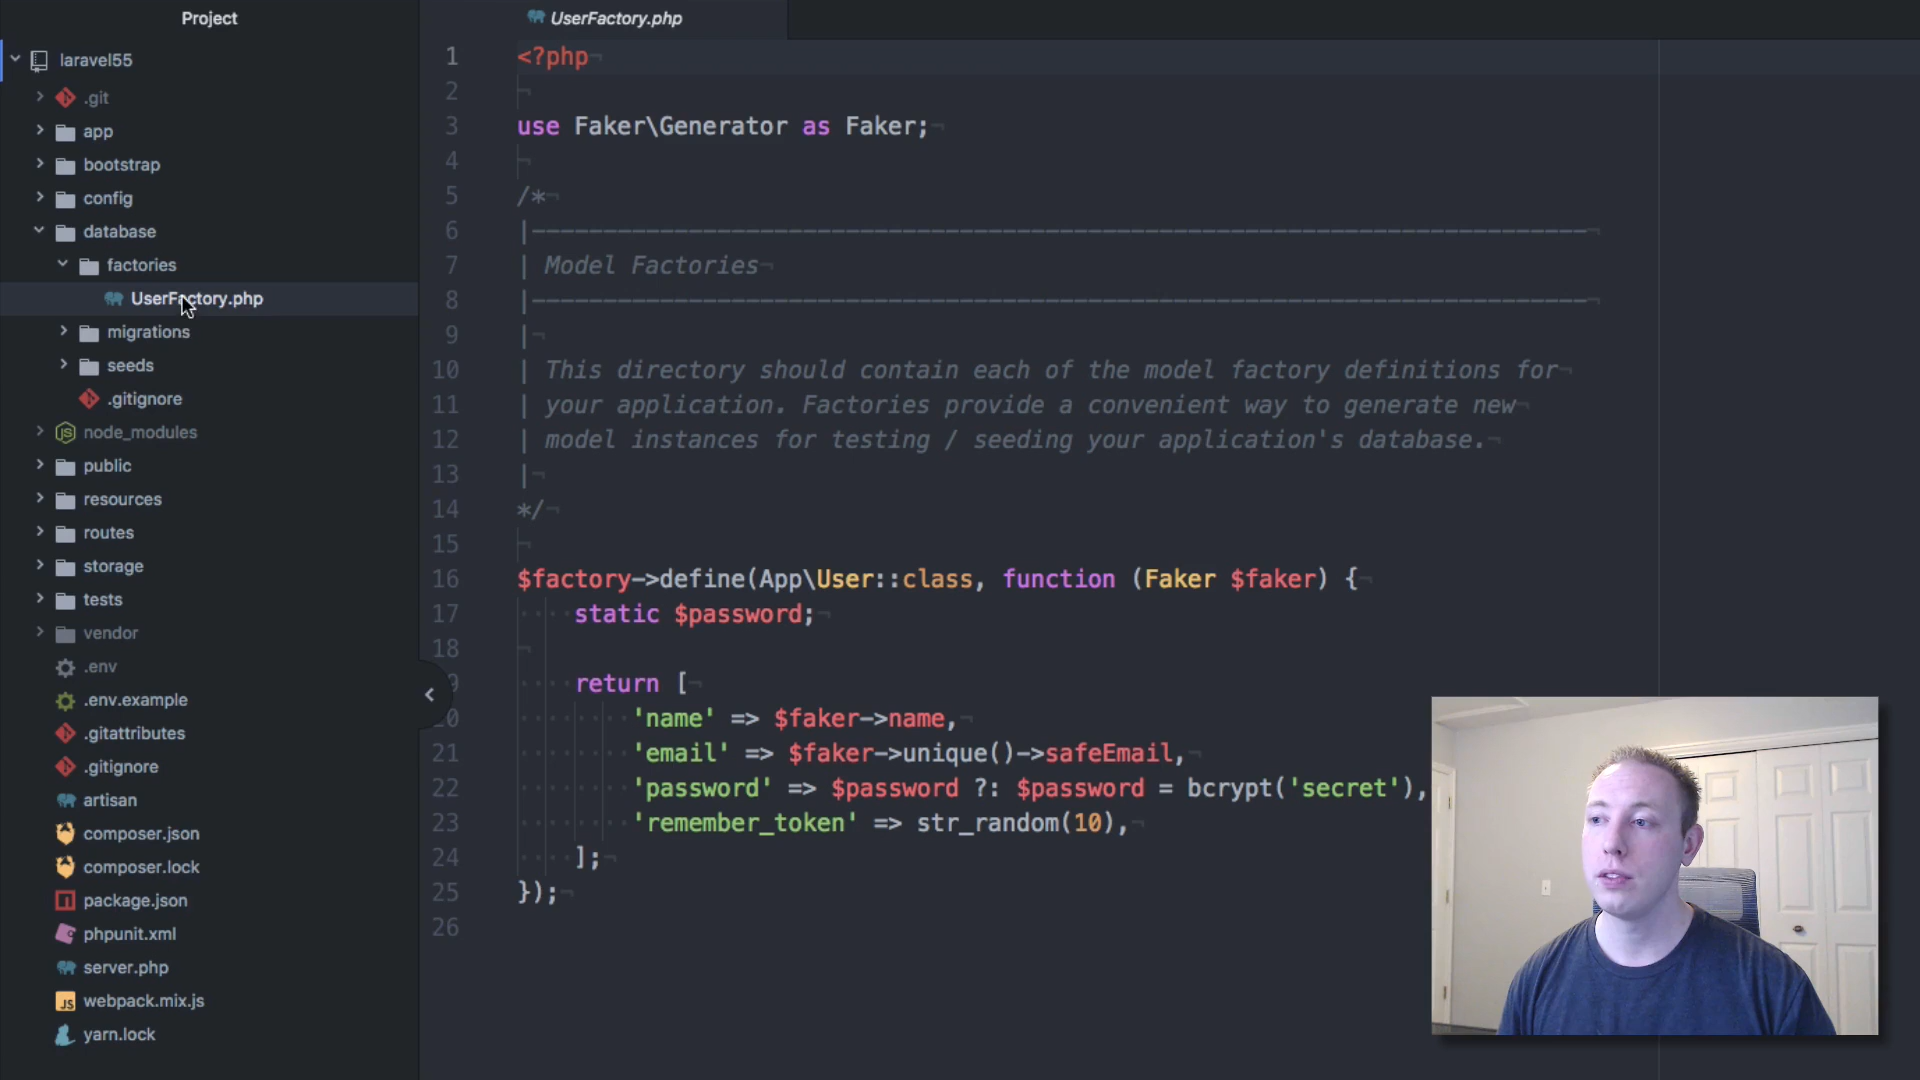 Project
laravel55
.git
app
bootstrap
config
database
factories
UserFactory.php
migrations
seeds
.gitignore
node_modules
public
resources
routes
storage
tests
vendor
.env
.env.example
.gitattributes
.gitignore
artisan
composer.json
composer.lock
package.json
phpunit.xml
server.php
webpack.mix.js
yarn.lock
UserFactory.php
1 <?php
2
3 use Faker\Generator as Faker;
4
5 /*
6 |--------------------------------------------------------------------------
7 | Model Factories
8 |--------------------------------------------------------------------------
9 |
10 | This directory should contain each of the model factory definitions for
11 | your application. Factories provide a convenient way to generate new
12 | model instances for testing / seeding your application's database.
13 |
14 */
15
16 $factory->define(App\User::class, function (Faker $faker) {
17 static $password;
18
9 return [
20 'name' => $faker->name,
21 'email' => $faker->unique()->safeEmail,
22 'password' => $password ?: $password = bcrypt('secret'),
23 'remember_token' => str_random(10),
24 ];
25 });
26